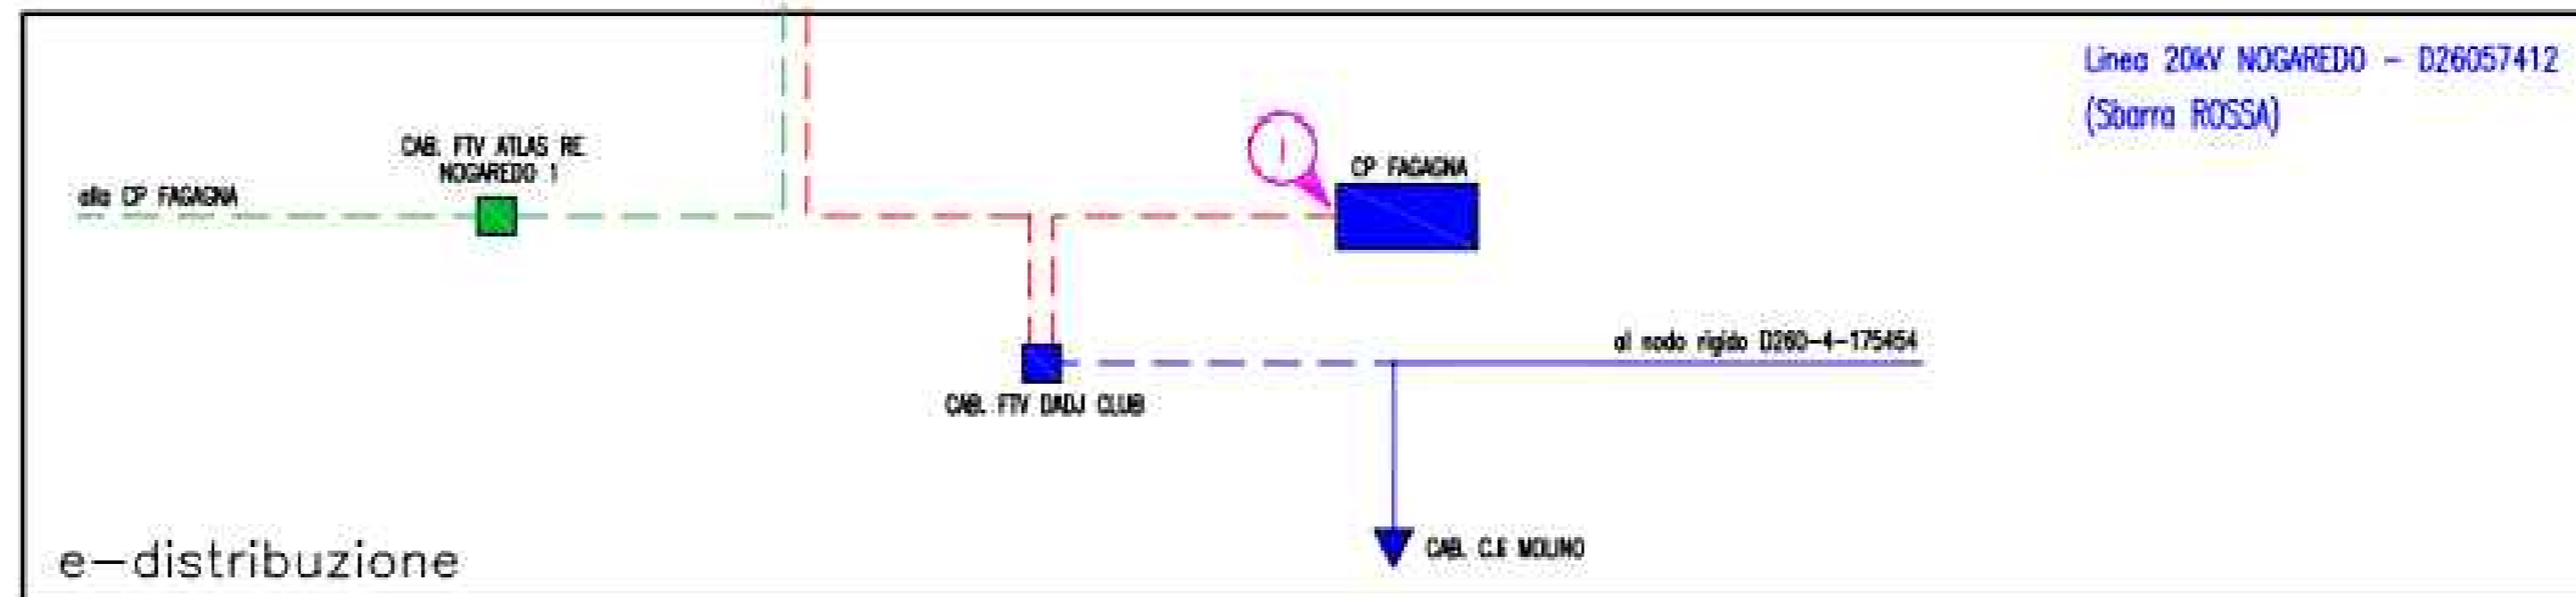 Linea 20kV NOGAREDO - D26057412
(Sbarra ROSSA)
CAB. FTV ATLAS RE
NOGAREDO 1
CP FAGAGNA
alla CP FAGAGNA
1
al nodo rigido D260-4-175454
CAB. FTV DADJ CLUB
CAB. C.E MOLINO
e-distribuzione